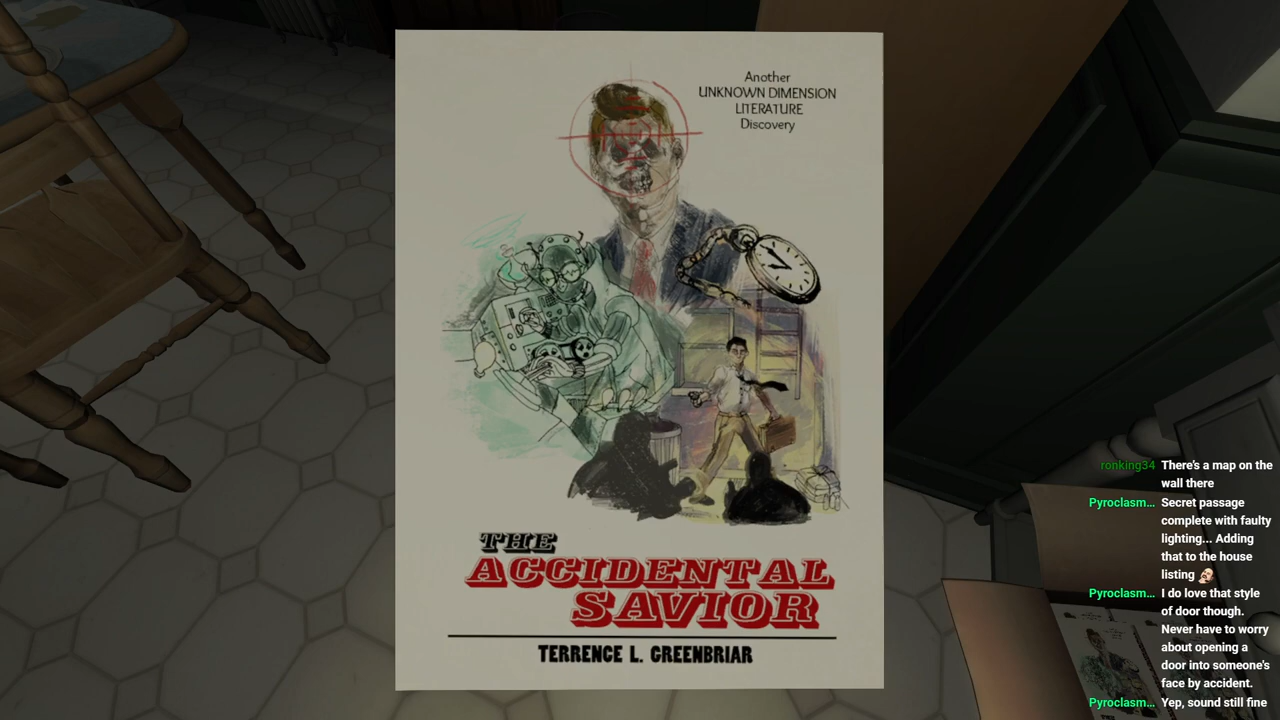 Another
UNKNOWN DIMENSION
LITERATURE
Discovery
THE
ACCIDENTAL
SAVIOR
TERRENCE L. GREENBRIAR
ronking34 There's a map on the
wall there
Pyroclasm... Secret passage
complete with faulty
lighting... Adding
that to the house
listing
Pyroclasm... I do love that style
of door though.
Never have to worry
about opening a
door into someone's
face by accident.
Pyroclasm... Yep, sound still fine